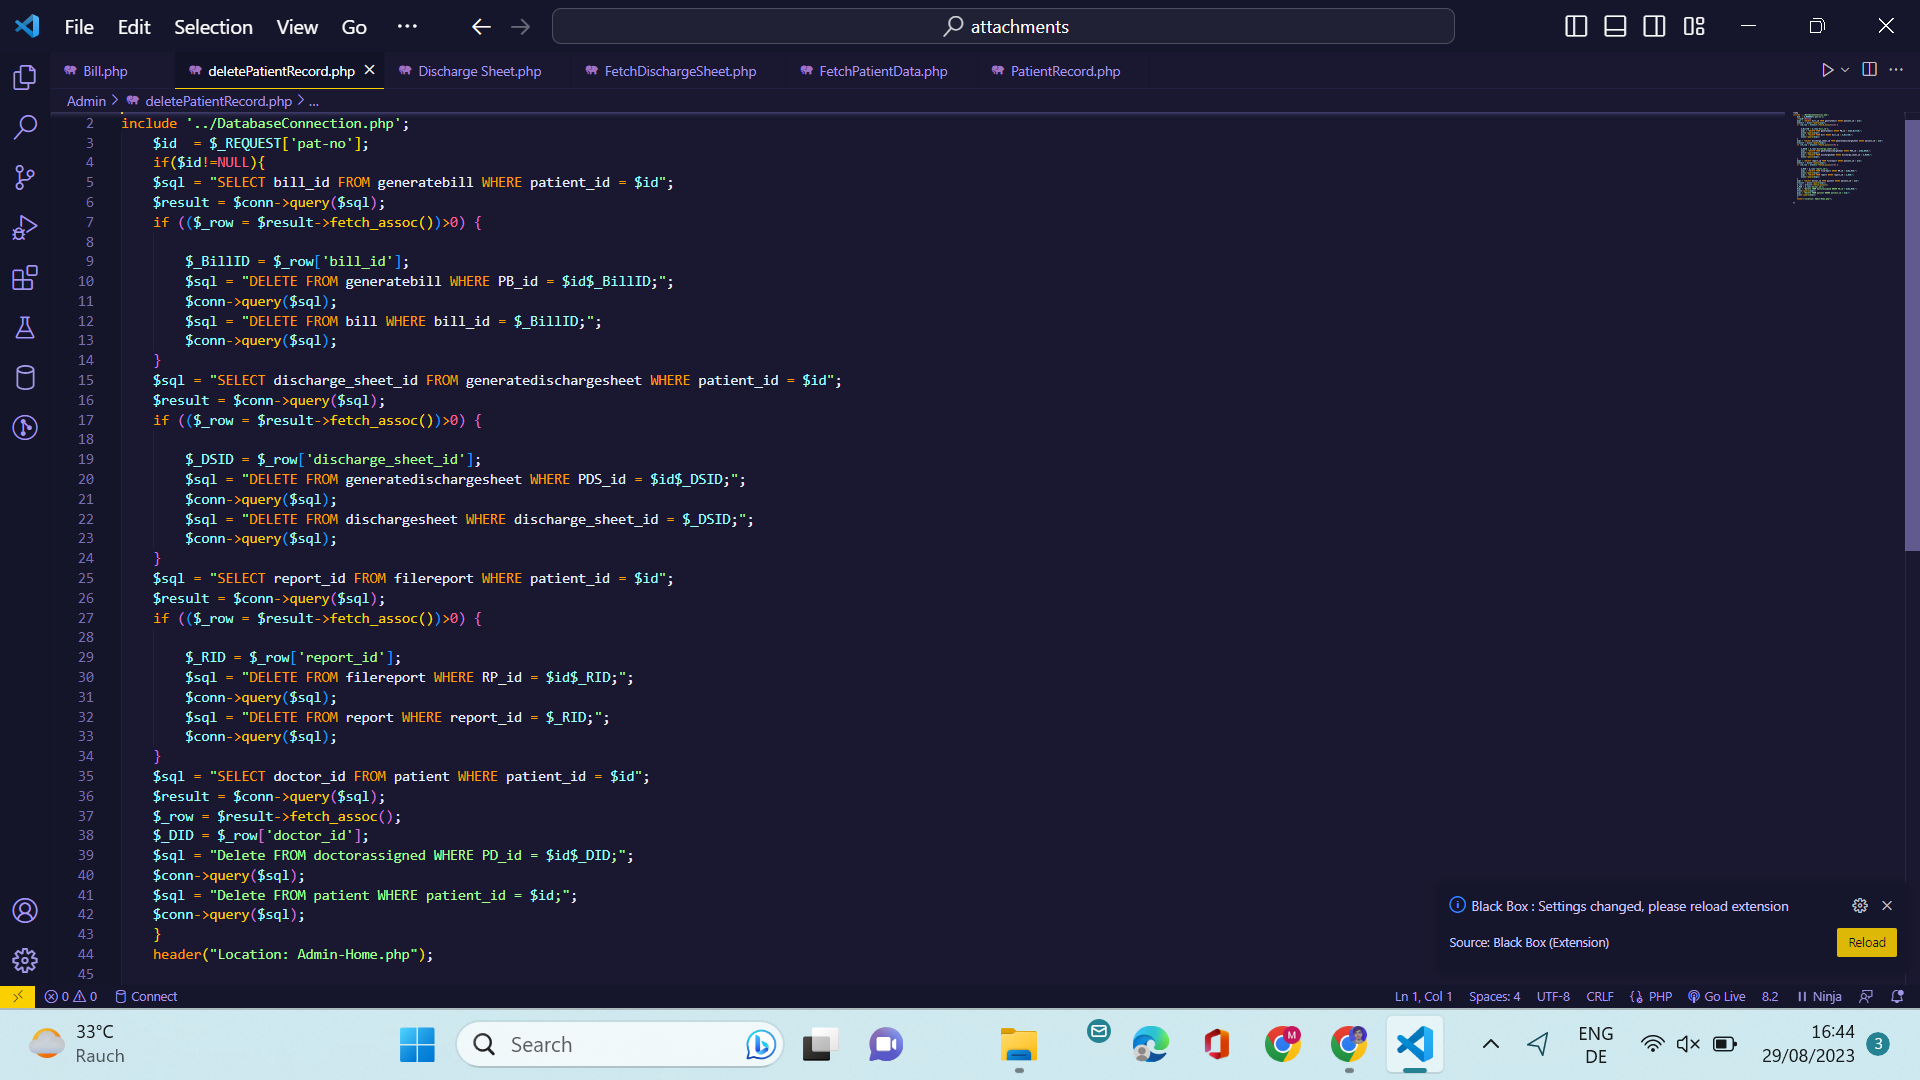 File Edit Selection View Go ···
attachments
Bill.php deletePatientRecord.php Discharge Sheet.php FetchDischargeSheet.php FetchPatientData.php PatientRecord.php
Admin > deletePatientRecord.php > ...
2 include '../DatabaseConnection.php';
3 $id  = $_REQUEST['pat-no'];
4 if($id!=NULL){
5 $sql = "SELECT bill_id FROM generatebill WHERE patient_id = $id";
6 $result = $conn->query($sql);
7 if (($_row = $result->fetch_assoc())>0) {
8
9 $_BillID = $_row['bill_id'];
10 $sql = "DELETE FROM generatebill WHERE PB_id = $id$_BillID;";
11 $conn->query($sql);
12 $sql = "DELETE FROM bill WHERE bill_id = $_BillID;";
13 $conn->query($sql);
14 }
15 $sql = "SELECT discharge_sheet_id FROM generatedischargesheet WHERE patient_id = $id";
16 $result = $conn->query($sql);
17 if (($_row = $result->fetch_assoc())>0) {
18
19 $_DSID = $_row['discharge_sheet_id'];
20 $sql = "DELETE FROM generatedischargesheet WHERE PDS_id = $id$_DSID;";
21 $conn->query($sql);
22 $sql = "DELETE FROM dischargesheet WHERE discharge_sheet_id = $_DSID;";
23 $conn->query($sql);
24 }
25 $sql = "SELECT report_id FROM filereport WHERE patient_id = $id";
26 $result = $conn->query($sql);
27 if (($_row = $result->fetch_assoc())>0) {
28
29 $_RID = $_row['report_id'];
30 $sql = "DELETE FROM filereport WHERE RP_id = $id$_RID;";
31 $conn->query($sql);
32 $sql = "DELETE FROM report WHERE report_id = $_RID;";
33 $conn->query($sql);
34 }
35 $sql = "SELECT doctor_id FROM patient WHERE patient_id = $id";
36 $result = $conn->query($sql);
37 $_row = $result->fetch_assoc();
38 $_DID = $_row['doctor_id'];
39 $sql = "Delete FROM doctorassigned WHERE PD_id = $id$_DID;";
40 $conn->query($sql);
41 $sql = "Delete FROM patient WHERE patient_id = $id;";
42 $conn->query($sql);
43 }
44 header("Location: Admin-Home.php");
45
Black Box : Settings changed, please reload extension
Source: Black Box (Extension) Reload
0 0 Connect Ln 1, Col 1 Spaces: 4 UTF-8 CRLF PHP Go Live 8.2 Ninja
33°C
Rauch
Search
M
ENG
DE
16:44
29/08/2023
3